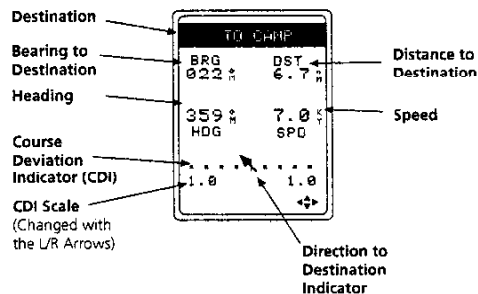 Destination
TO CAMP
Bearing to
Destination
BRG
022 °M
DST
6.7 NM
Distance to
Destination
Heading
359 °M
HDG
7.0 KT
SPD
Speed
Course
Deviation
Indicator (CDI)
1.0
1.0
CDI Scale
(Changed with
the L/R Arrows)
Direction to
Destination
Indicator